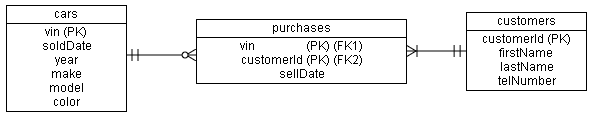 cars
vin (PK)
soldDate
year
make
model
color
purchases
vin (PK) (FK1)
customerId (PK) (FK2)
sellDate
customers
customerId (PK)
firstName
lastName
telNumber